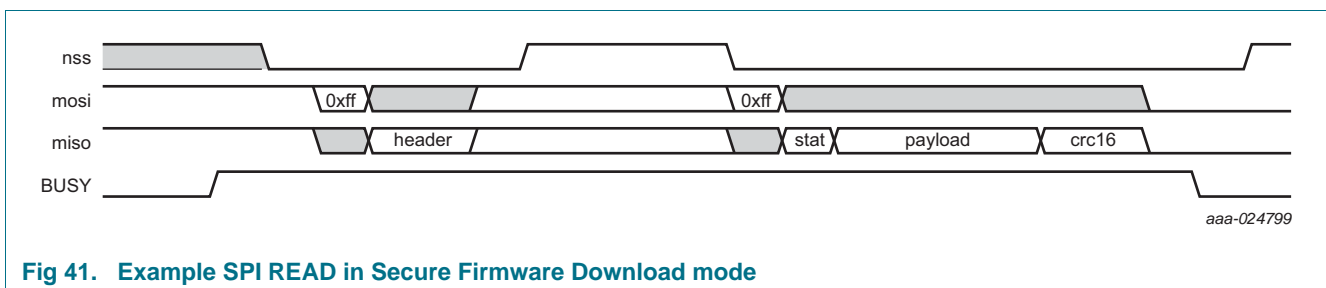 nss
mosi 0xff 0xff
miso header stat payload crc16
BUSY
aaa-024799
Fig 41. Example SPI READ in Secure Firmware Download mode